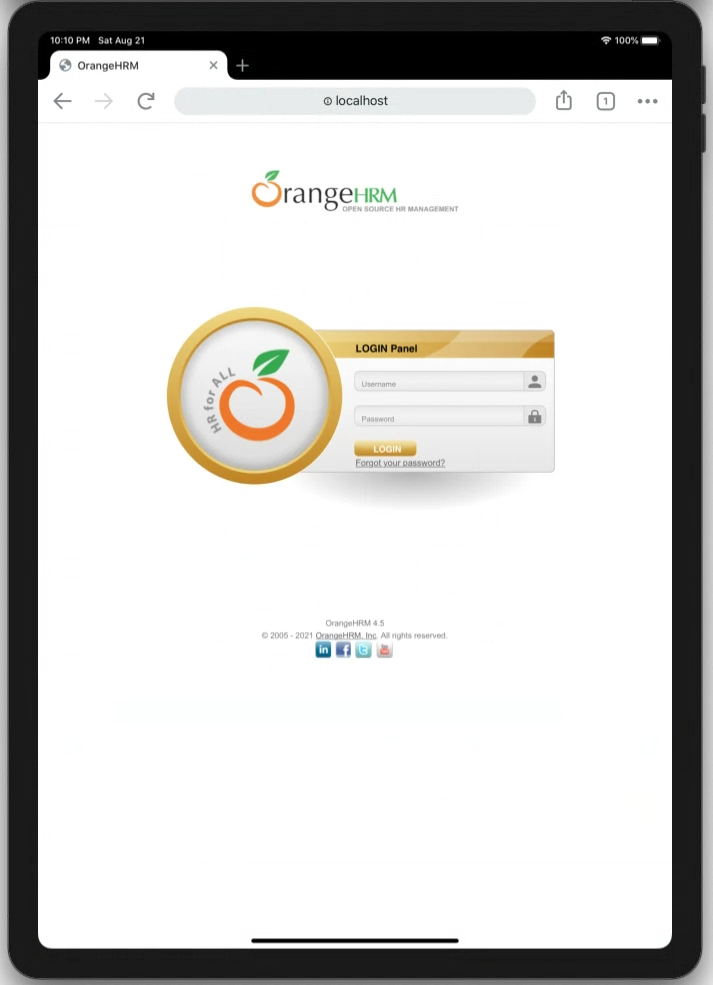 10:10 PM Sat Aug 21
100%
OrangeHRM
localhost
1
OrangeHRM
OPEN SOURCE HR MANAGEMENT
HR for ALL
LOGIN Panel
Username
Password
LOGIN
Forgot your password?
OrangeHRM 4.5
© 2005 - 2021 OrangeHRM, Inc. All rights reserved.
in f t